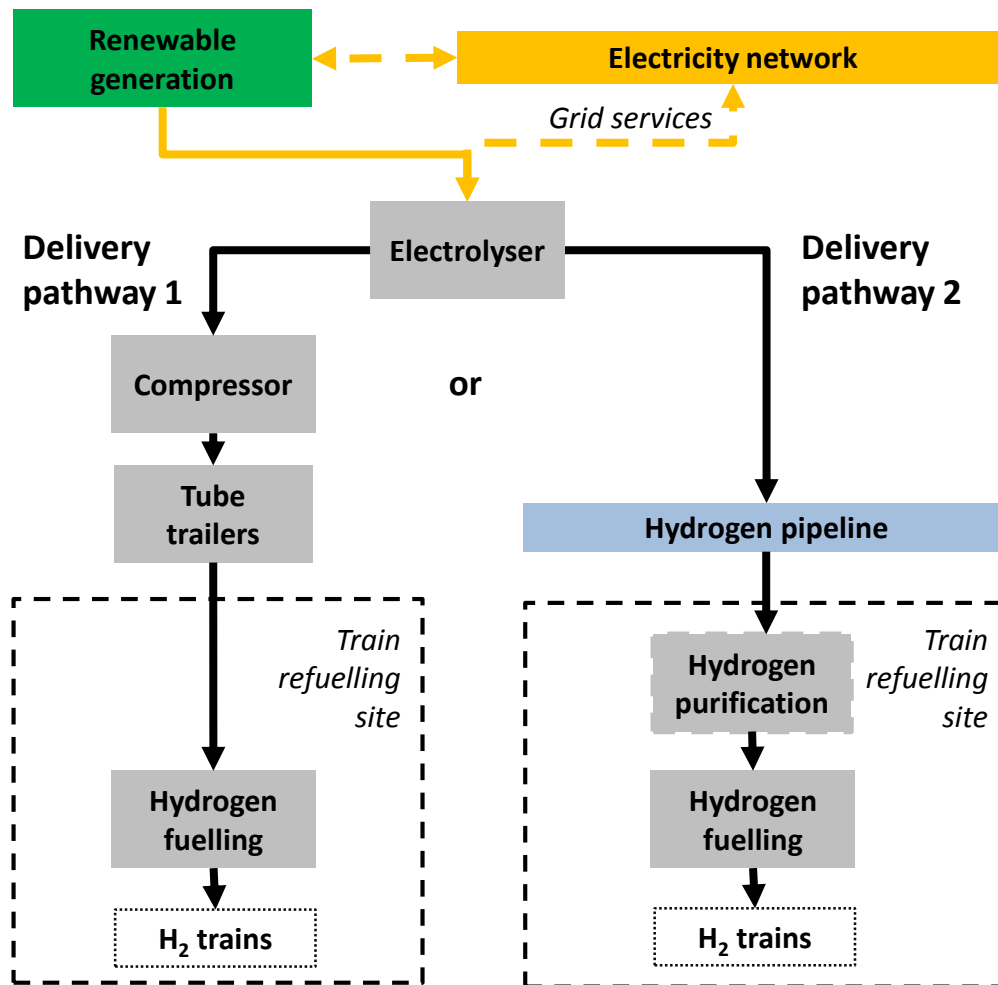 Renewable
generation
Electricity network
Grid services
Electrolyser
Delivery
pathway 1
Delivery
pathway 2
Compressor
or
Tube
trailers
Hydrogen pipeline
Train
refuelling
site
Hydrogen
purification
Train
refuelling
site
Hydrogen
fuelling
Hydrogen
fuelling
H₂ trains
H₂ trains